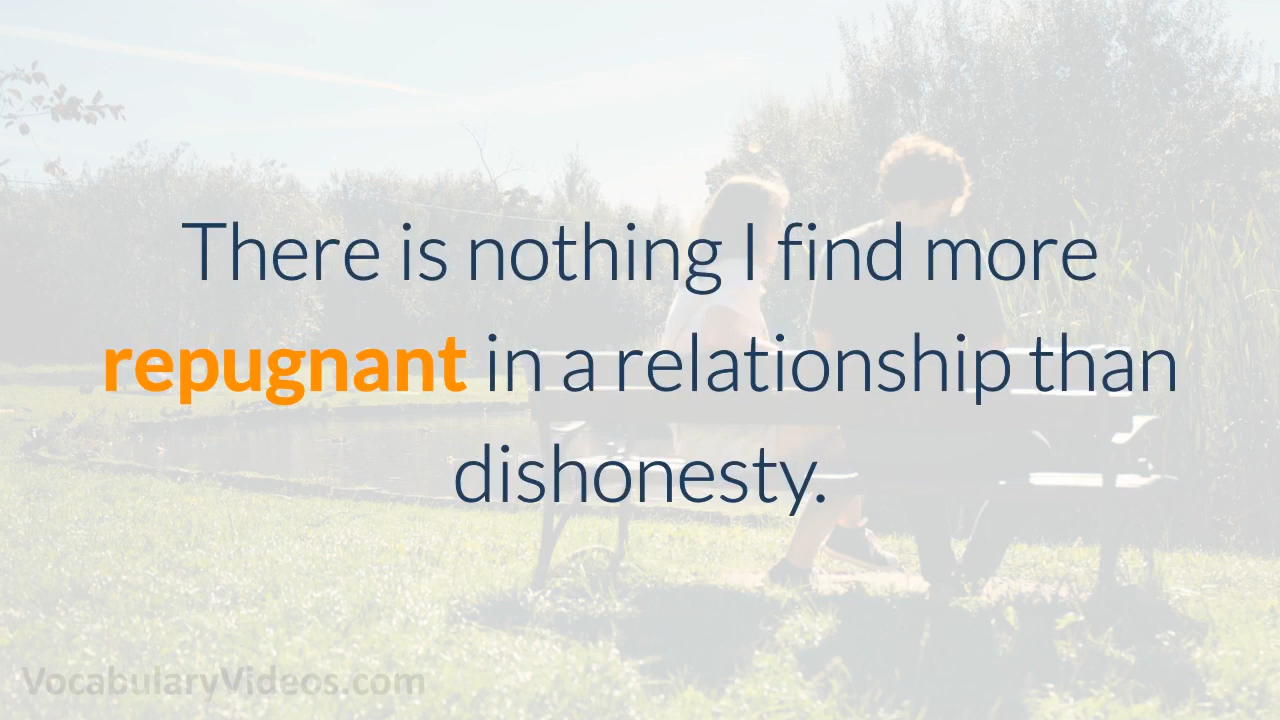 There is nothing I find more
repugnant in a relationship than
dishonesty.
VocabularyVideos.com